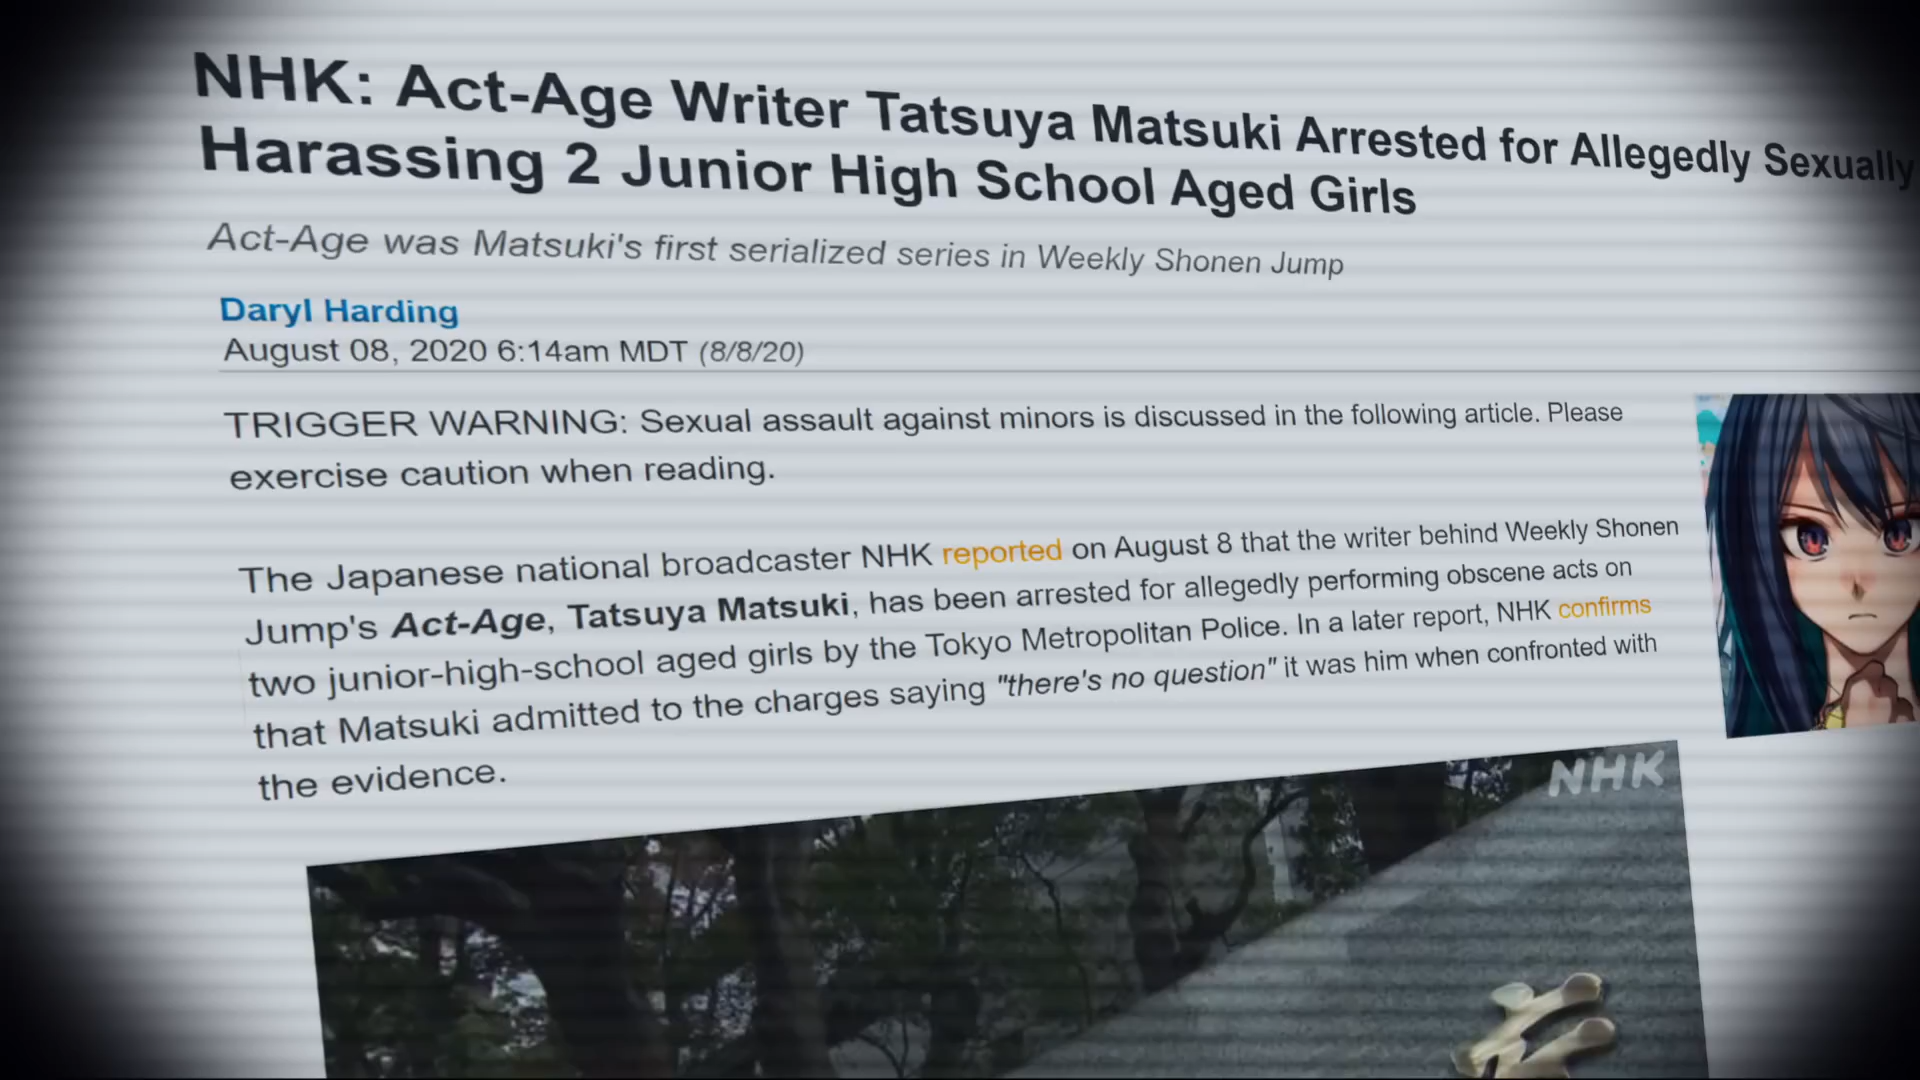 NHK: Act-Age Writer Tatsuya Matsuki Arrested for Allegedly Sexually
Harassing 2 Junior High School Aged Girls
Act-Age was Matsuki's first serialized series in Weekly Shonen Jump
Daryl Harding
August 08, 2020 6:14am MDT (8/8/20)
TRIGGER WARNING: Sexual assault against minors is discussed in the following article. Please
exercise caution when reading.
The Japanese national broadcaster NHK reported on August 8 that the writer behind Weekly Shonen
Jump's Act-Age, Tatsuya Matsuki, has been arrested for allegedly performing obscene acts on
two junior-high-school aged girls by the Tokyo Metropolitan Police. In a later report, NHK confirms
that Matsuki admitted to the charges saying "there's no question" it was him when confronted with
the evidence.
NHK